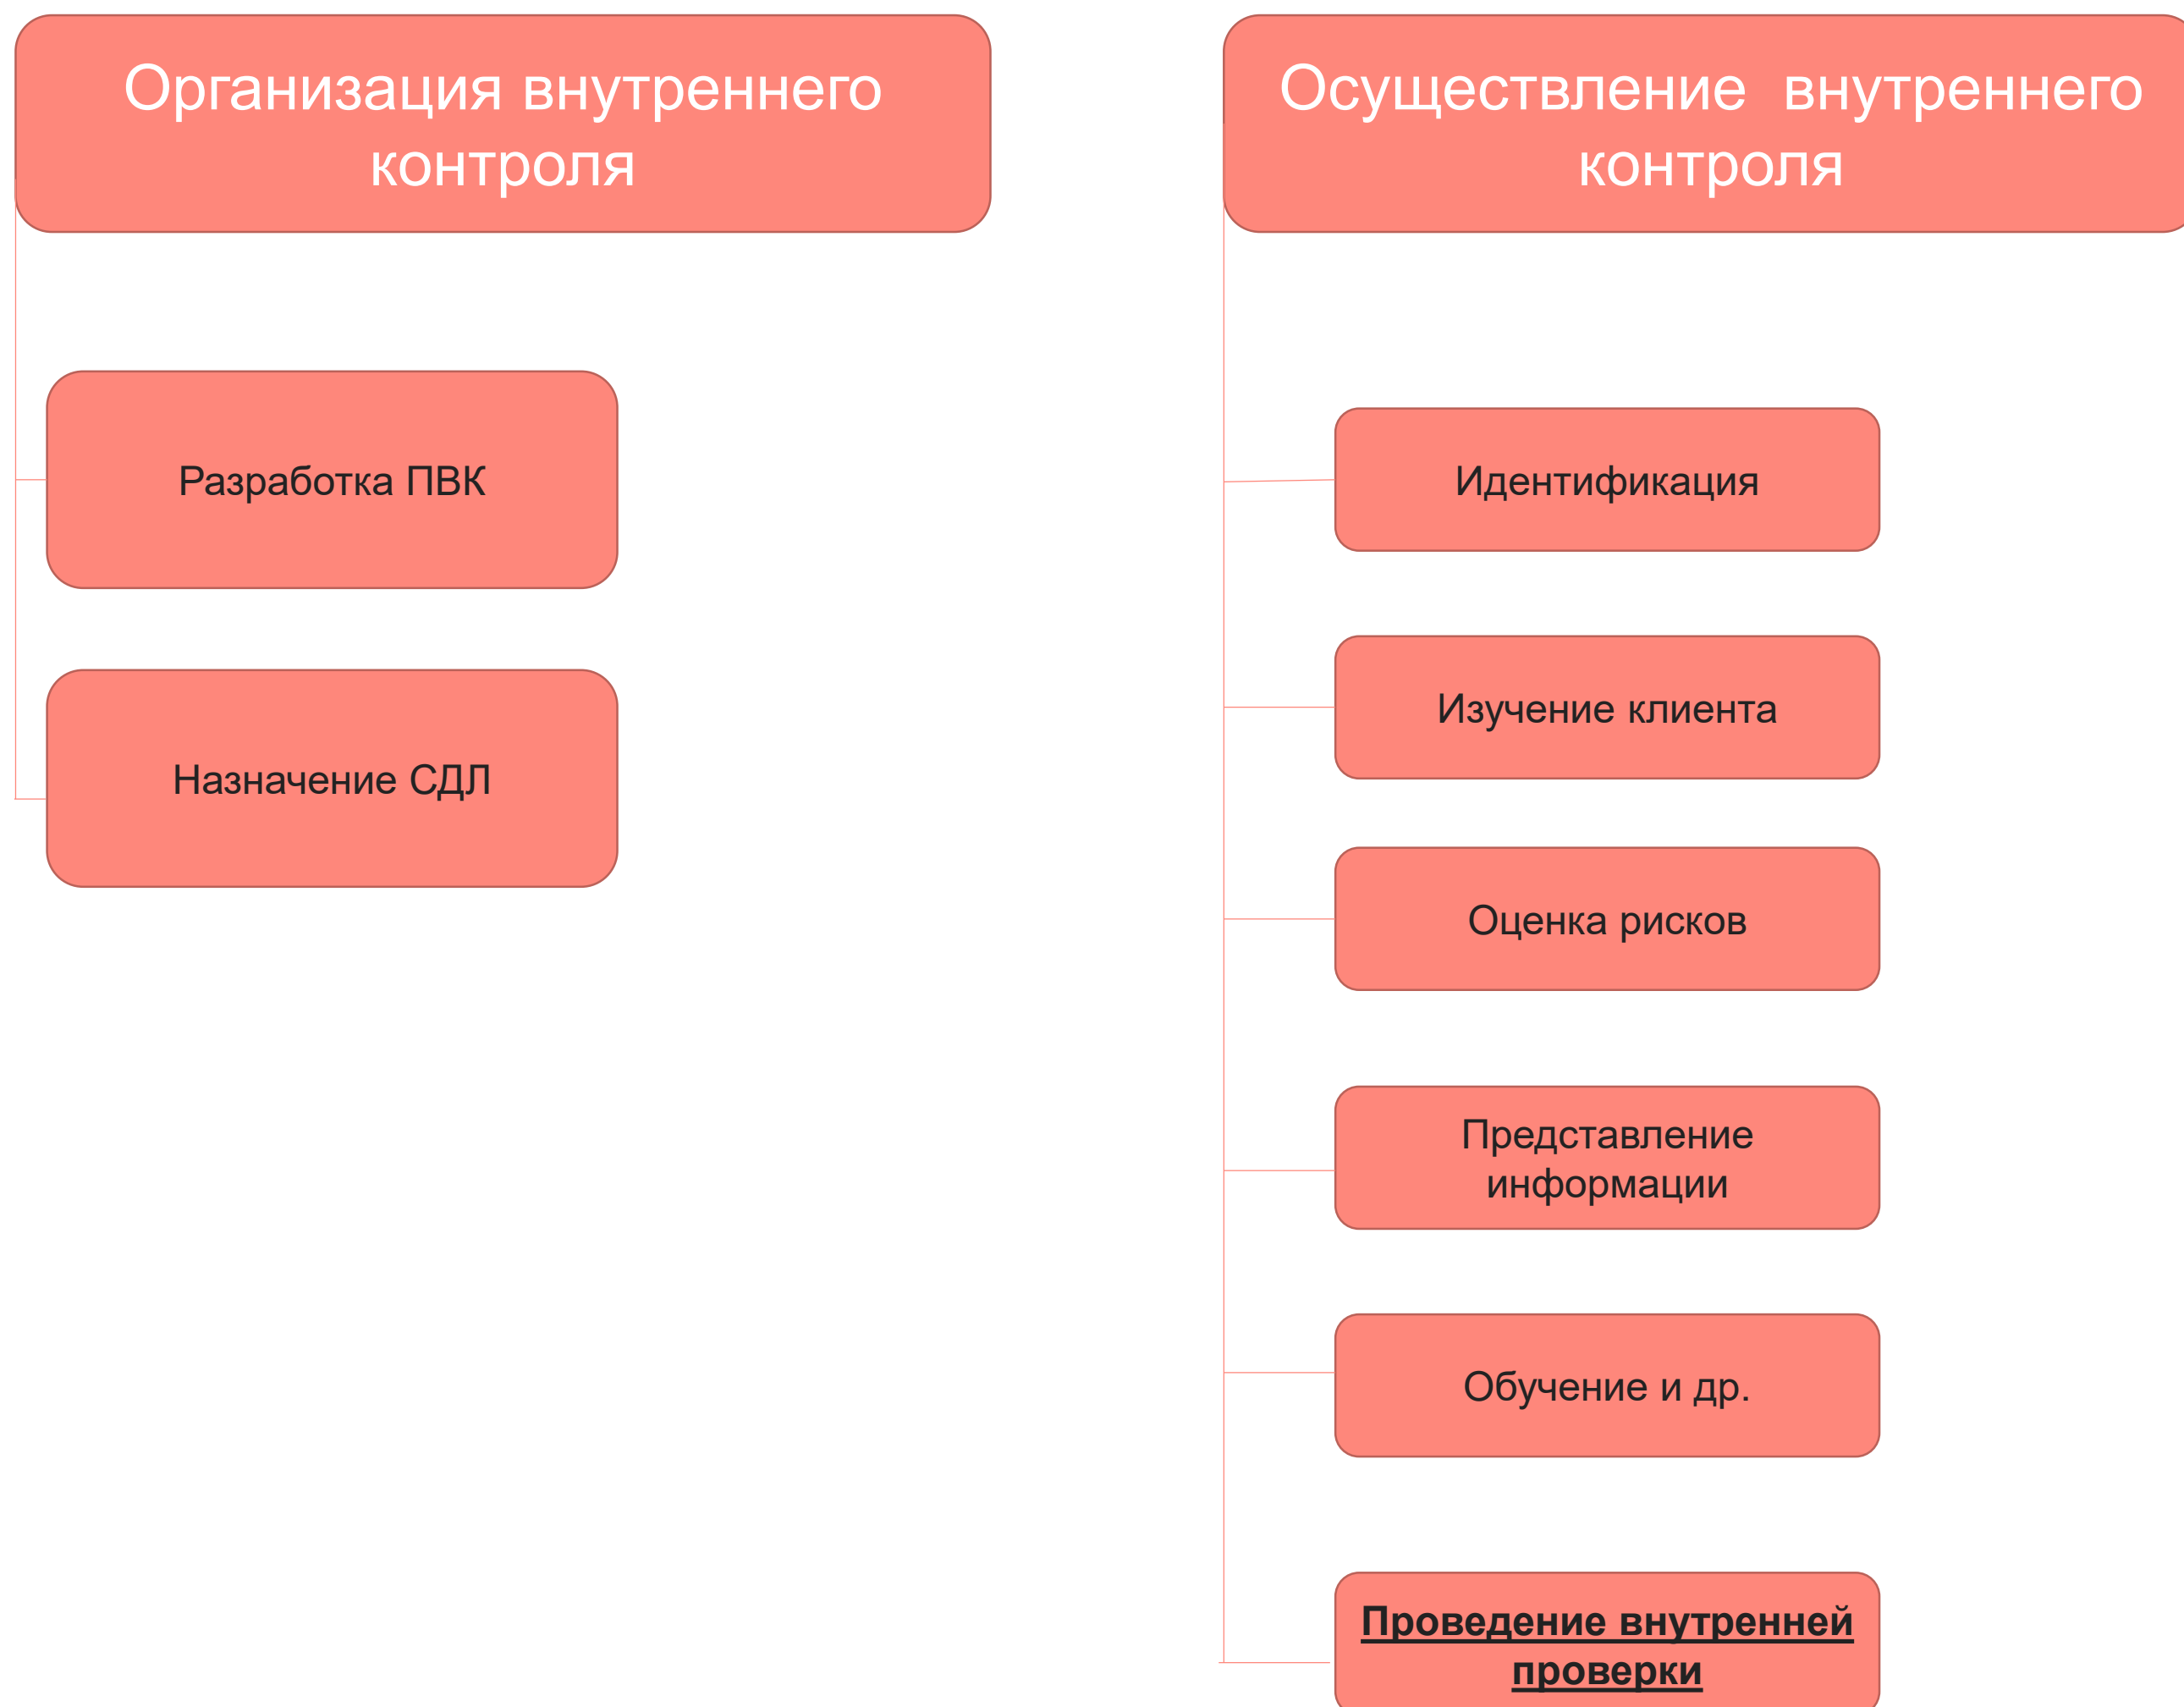 Организация внутреннего
контроля
Разработка ПВК
Назначение СДЛ
Осуществление  внутреннего
контроля
Идентификация
Изучение клиента
Оценка рисков
Представление
информации
Обучение и др.
Проведение внутренней
проверки